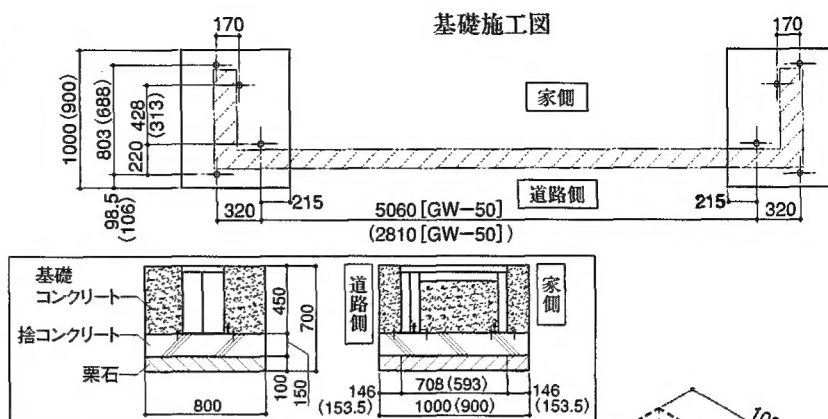 基礎施工図
170
170
1000 (900)
803 (688)
428
(313)
220
98.5
(106)
家側
道路側
320
215
5060 [GW−50]
(2810 [GW−50] )
215
320
基礎
コンクリート
捨コンクリート
栗石
450
700
100
150
800
道路側
家側
146
(153.5)
708 (593)
146
(153.5)
1000 (900)